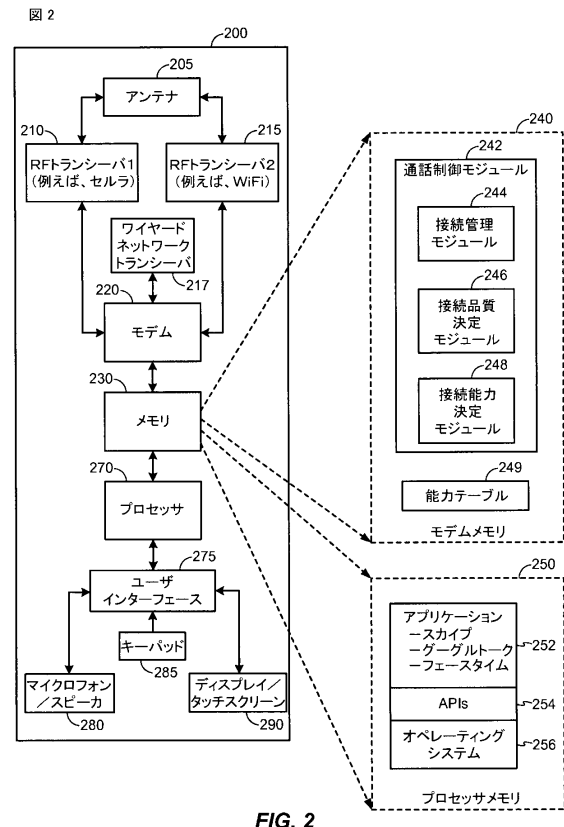 図2
200
205
アンテナ
210
RFトランシーバ1
(例えば、セルラ)
215
RFトランシーバ2
(例えば、WiFi)
ワイヤード
ネットワーク
トランシーバ
217
220
モデム
230
メモリ
270
プロセッサ
275
ユーザ
インターフェース
キーパッド
285
マイクロフォン
/スピーカ
280
ディスプレイ/
タッチスクリーン
290
240
242
通話制御モジュール
244
接続管理
モジュール
246
接続品質
決定
モジュール
248
接続能力
決定
モジュール
249
能力テーブル
モデムメモリ
250
アプリケーション
ースカイプ
ーグーグルトーク
ーフェースタイム
252
APIs
254
オペレーティング
システム
256
プロセッサメモリ
FIG. 2